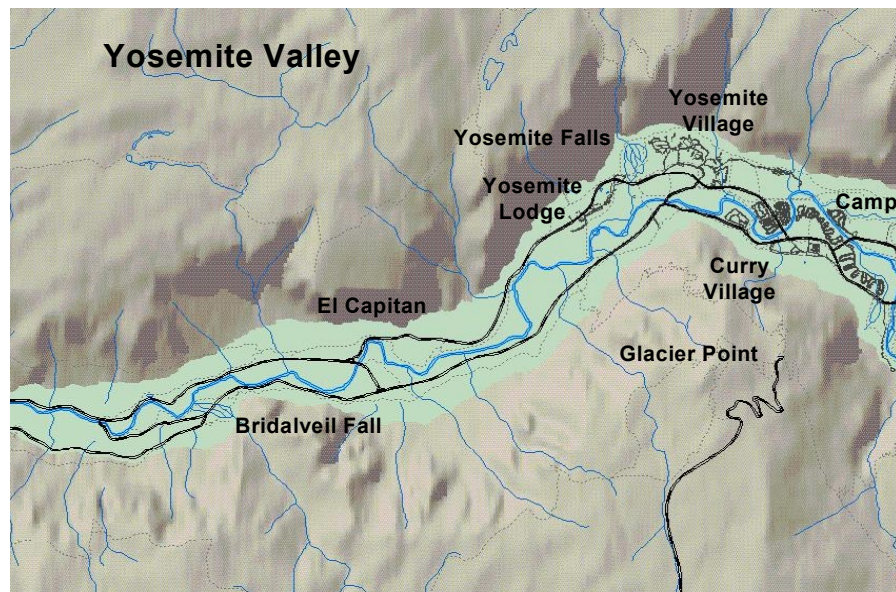 Yosemite Valley
Yosemite
Village
Yosemite Falls
Yosemite
Lodge
Camp
Curry
Village
El Capitan
Glacier Point
Bridalveil Fall